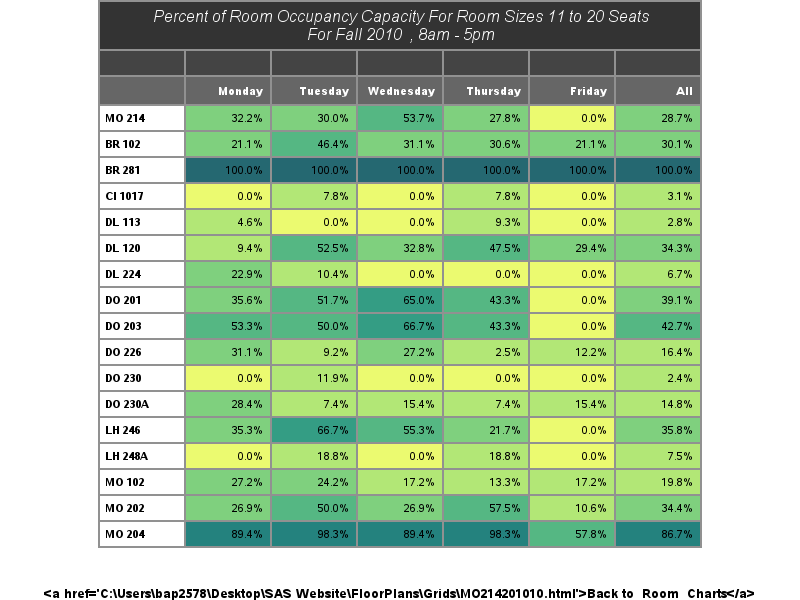 Percent of Room Occupancy Capacity For Room Sizes 11 to 20 Seats
For Fall 2010 , 8am - 5pm
Monday Tuesday Wednesday Thursday Friday All
MO 214 32.2% 30.0% 53.7% 27.8% 0.0% 28.7%
BR 102 21.1% 46.4% 31.1% 30.6% 21.1% 30.1%
BR 281 100.0% 100.0% 100.0% 100.0% 100.0% 100.0%
CI 1017 0.0% 7.8% 0.0% 7.8% 0.0% 3.1%
DL 113 4.6% 0.0% 0.0% 9.3% 0.0% 2.8%
DL 120 9.4% 52.5% 32.8% 47.5% 29.4% 34.3%
DL 224 22.9% 10.4% 0.0% 0.0% 0.0% 6.7%
DO 201 35.6% 51.7% 65.0% 43.3% 0.0% 39.1%
DO 203 53.3% 50.0% 66.7% 43.3% 0.0% 42.7%
DO 226 31.1% 9.2% 27.2% 2.5% 12.2% 16.4%
DO 230 0.0% 11.9% 0.0% 0.0% 0.0% 2.4%
DO 230A 28.4% 7.4% 15.4% 7.4% 15.4% 14.8%
LH 246 35.3% 66.7% 55.3% 21.7% 0.0% 35.8%
LH 248A 0.0% 18.8% 0.0% 18.8% 0.0% 7.5%
MO 102 27.2% 24.2% 17.2% 13.3% 17.2% 19.8%
MO 202 26.9% 50.0% 26.9% 57.5% 10.6% 34.4%
MO 204 89.4% 98.3% 89.4% 98.3% 57.8% 86.7%
<a href='C:\Users\bap2578\Desktop\SAS Website\FloorPlans\Grids\MO214201010.html'>Back to Room Charts</a>